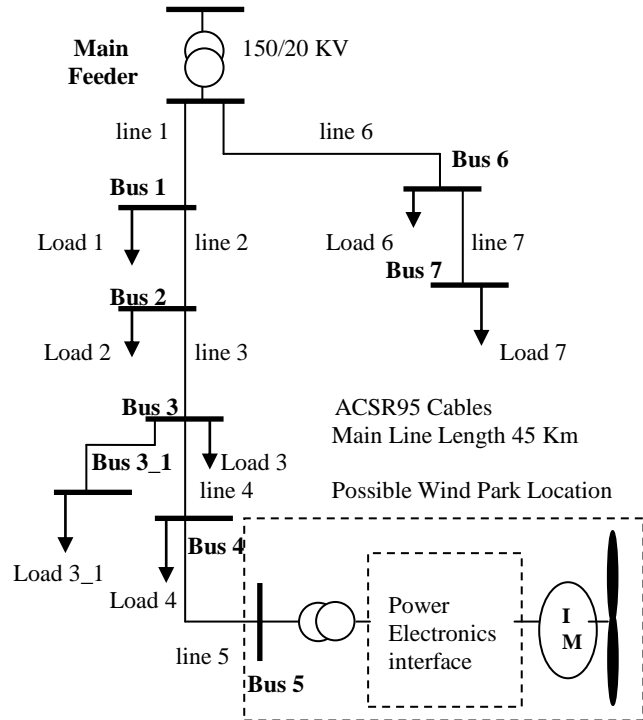 Main
Feeder
150/20 KV
line 1
line 6
Bus 1
Bus 6
Load 1
line 2
Load 6
line 7
Bus 7
Bus 2
Load 2
line 3
Load 7
Bus 3
ACSR95 Cables
Main Line Length 45 Km
Bus 3_1
Load 3
line 4
Possible Wind Park Location
Load 3_1
Bus 4
Load 4
line 5
Bus 5
Power
Electronics
interface
I
M